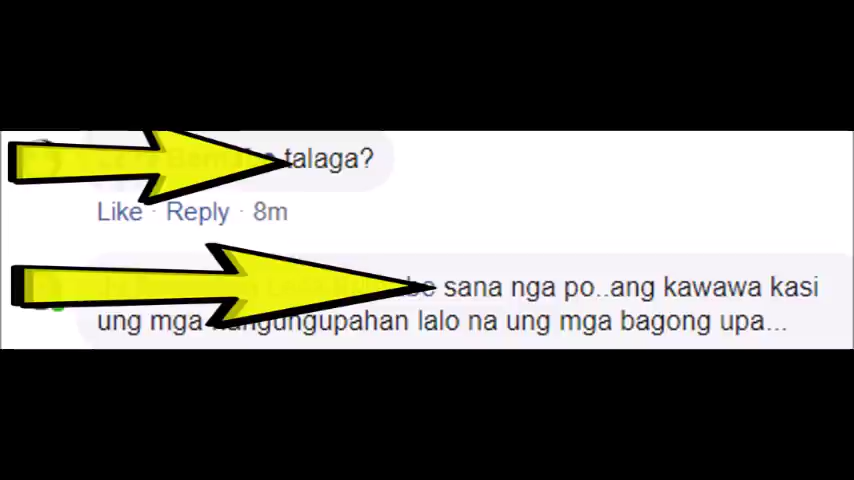 talaga?
Like · Reply · 8m
sana nga po..ang kawawa kasi
ung mga nangungupahan lalo na ung mga bagong upa...